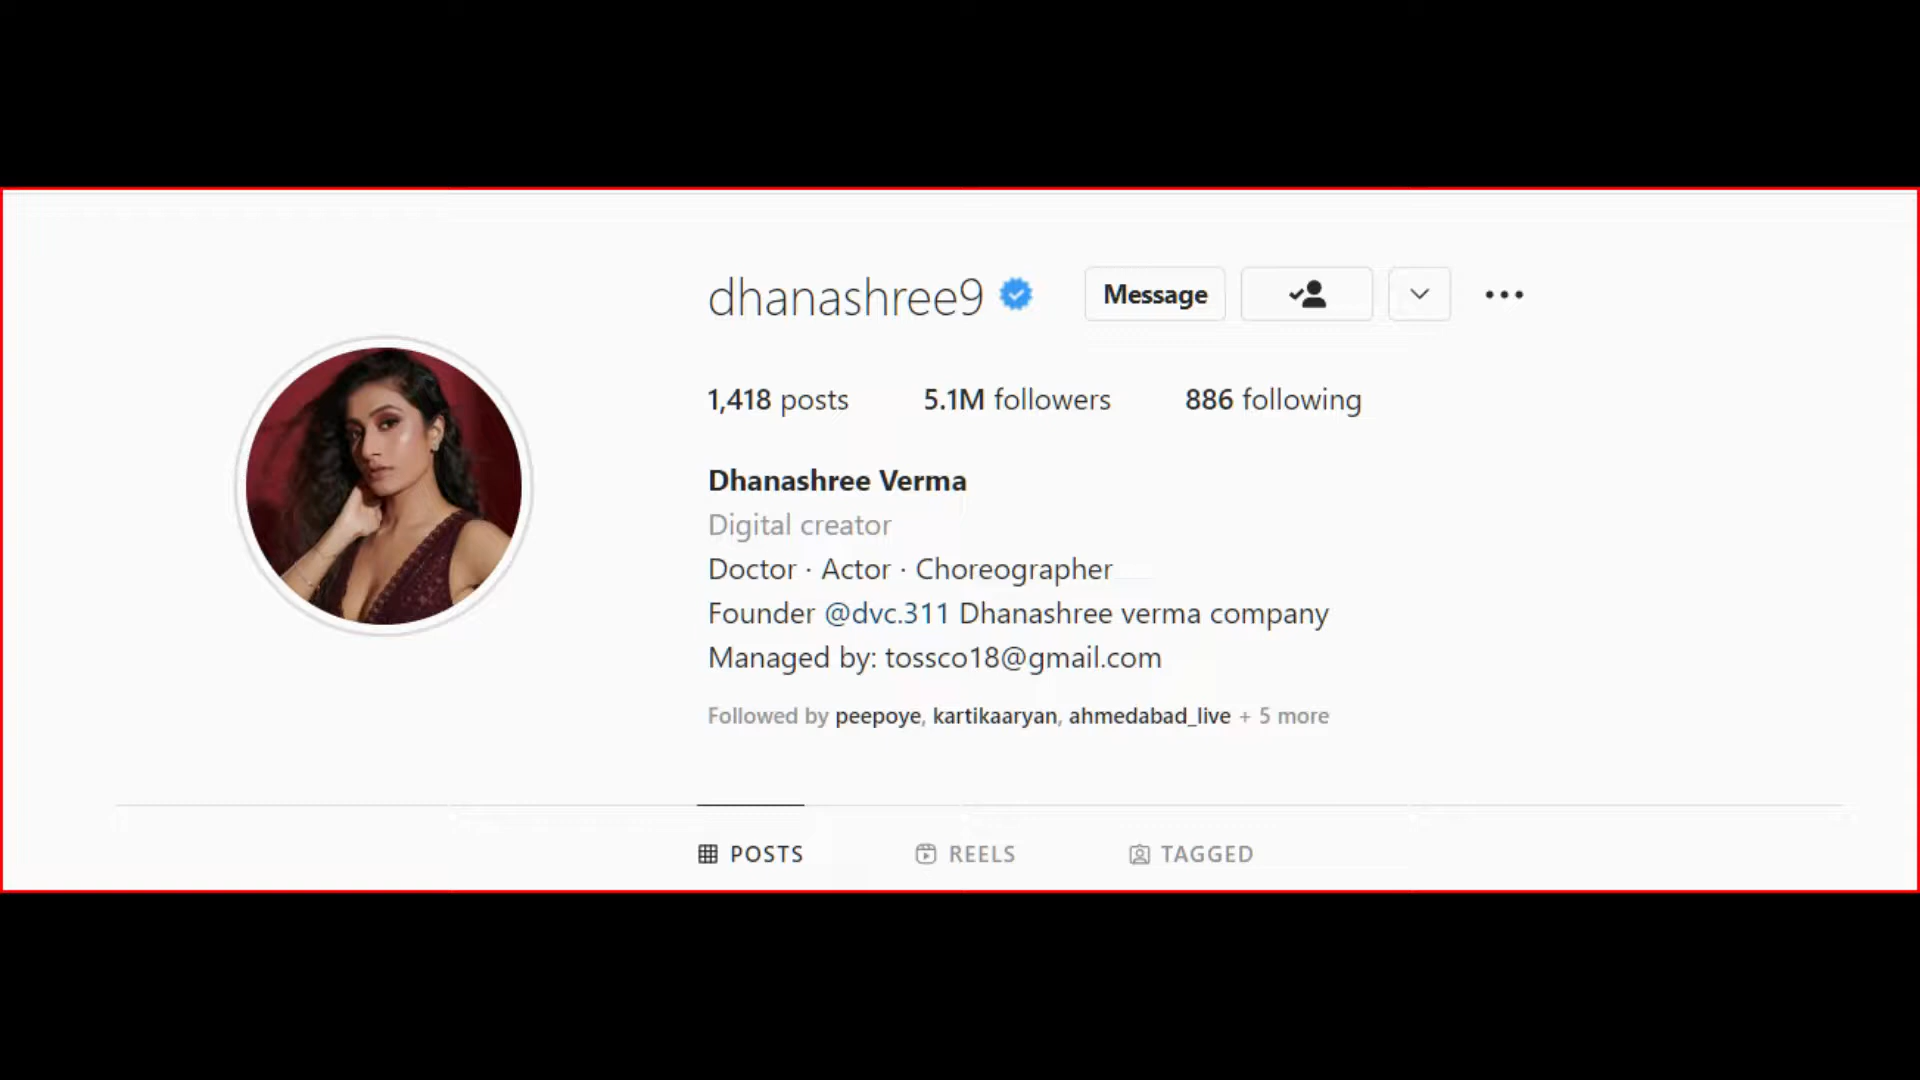 dhanashree9 Message
1,418 posts 5.1M followers 886 following
Dhanashree Verma
Digital creator
Doctor · Actor · Choreographer
Founder @dvc.311 Dhanashree verma company
Managed by: tossco18@gmail.com
Followed by peepoye, kartikaaryan, ahmedabad_live + 5 more
POSTS REELS TAGGED